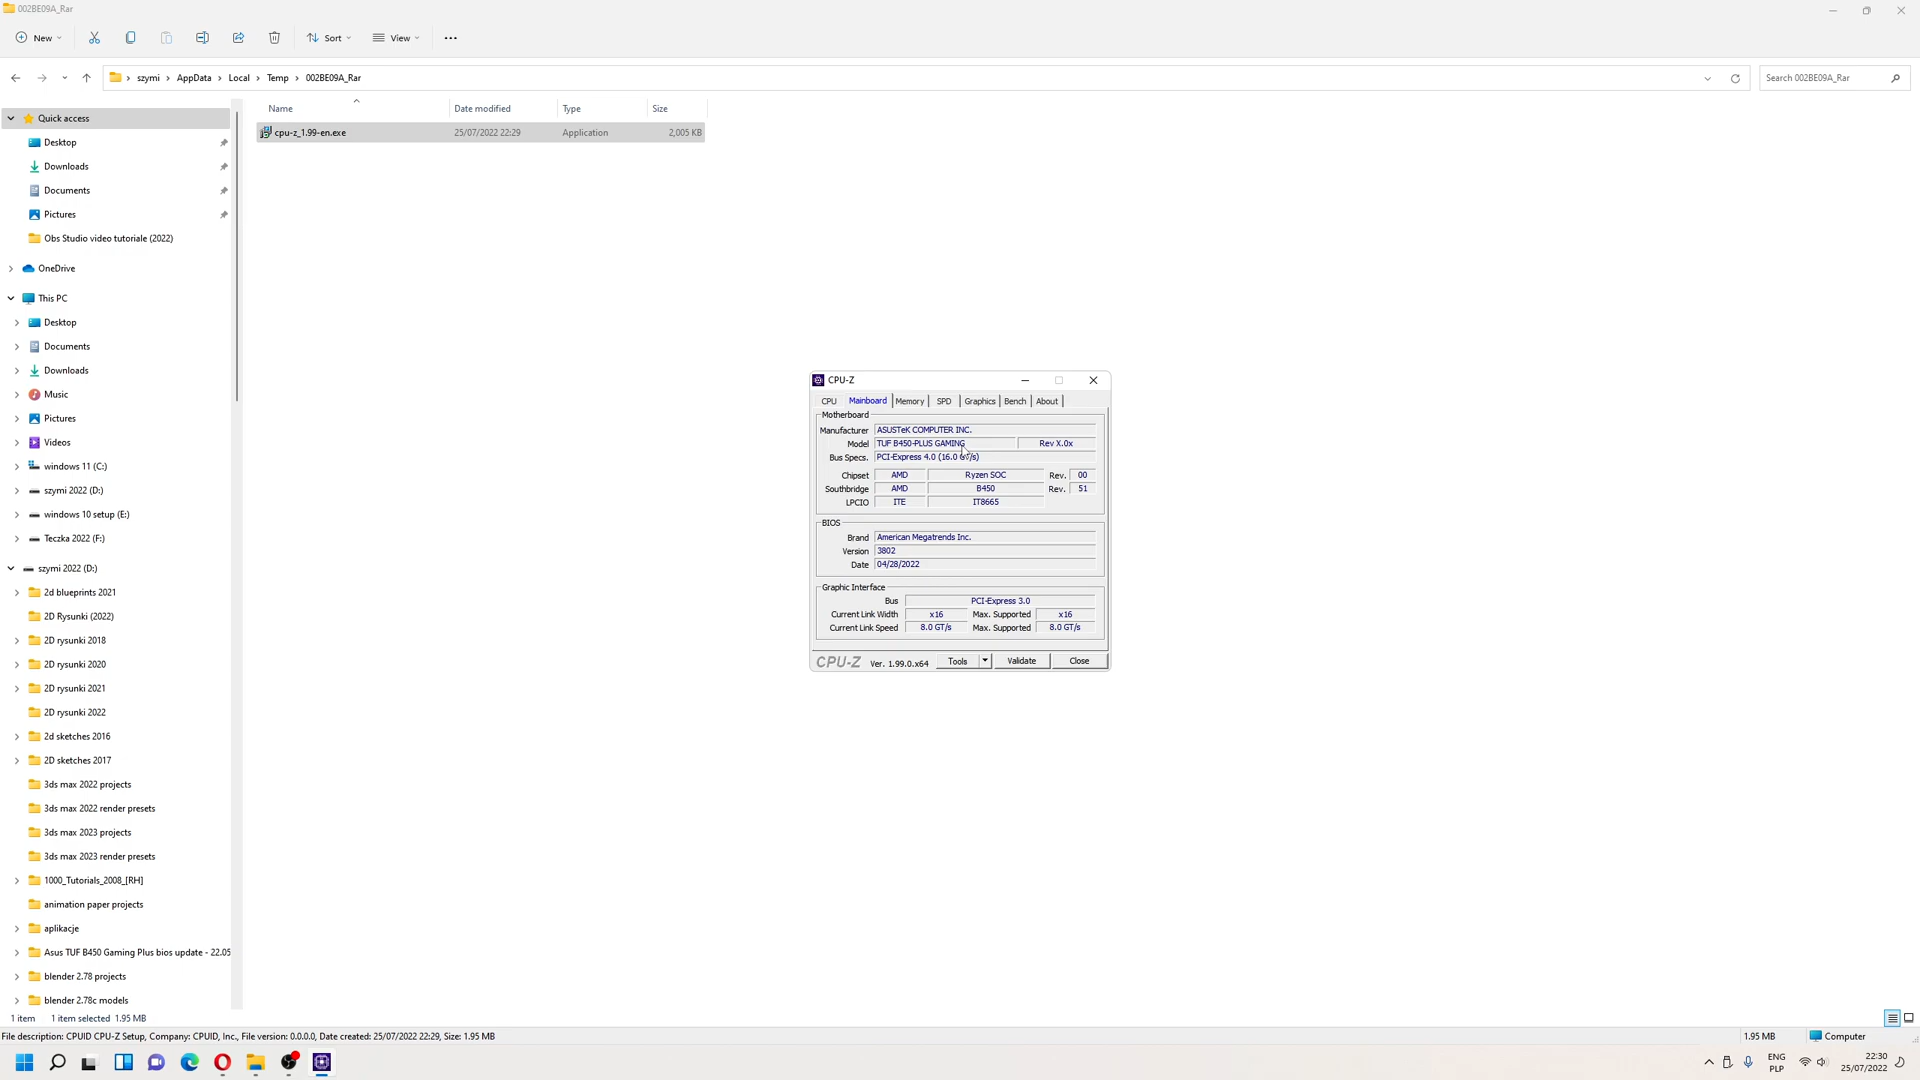 002BE09A_Rar
New
Sort
View
szymi > AppData > Local > Temp > 002BE09A_Rar
Search 002BE09A_Rar
Name Date modified Type Size
cpu-z_1.99-en.exe 25/07/2022 22:29 Application 2,005 KB
Quick access
Desktop
Downloads
Documents
Pictures
Obs Studio video tutoriale (2022)
OneDrive
This PC
Desktop
Documents
Downloads
Music
Pictures
Videos
windows 11 (C:)
szymi 2022 (D:)
windows 10 setup (E:)
Teczka 2022 (F:)
szymi 2022 (D:)
2d blueprints 2021
2D Rysunki (2022)
2D rysunki 2018
2D rysunki 2020
2D rysunki 2021
2D rysunki 2022
2d sketches 2016
2D sketches 2017
3ds max 2022 projects
3ds max 2022 render presets
3ds max 2023 projects
3ds max 2023 render presets
1000_Tutorials_2008_[RH]
animation paper projects
aplikacje
Asus TUF B450 Gaming Plus bios update - 22.05
blender 2.78 projects
blender 2.78c models
CPU-Z
CPU Mainboard Memory SPD Graphics Bench About
Motherboard
Manufacturer ASUSTeK COMPUTER INC.
Model TUF B450-PLUS GAMING Rev X.0x
Bus Specs. PCI-Express 4.0 (16.0 GT/s)
Chipset AMD Ryzen SOC Rev. 00
Southbridge AMD B450 Rev. 51
LPCIO ITE IT8665
BIOS
Brand American Megatrends Inc.
Version 3802
Date 04/28/2022
Graphic Interface
Bus PCI-Express 3.0
Current Link Width x16 Max. Supported x16
Current Link Speed 8.0 GT/s Max. Supported 8.0 GT/s
CPU-Z Ver. 1.99.0.x64 Tools Validate Close
1 item 1 item selected 1.95 MB
File description: CPUID CPU-Z Setup, Company: CPUID, Inc., File version: 0.0.0.0, Date created: 25/07/2022 22:29, Size: 1.95 MB
1.95 MB Computer
ENG
PLP
22:30
25/07/2022